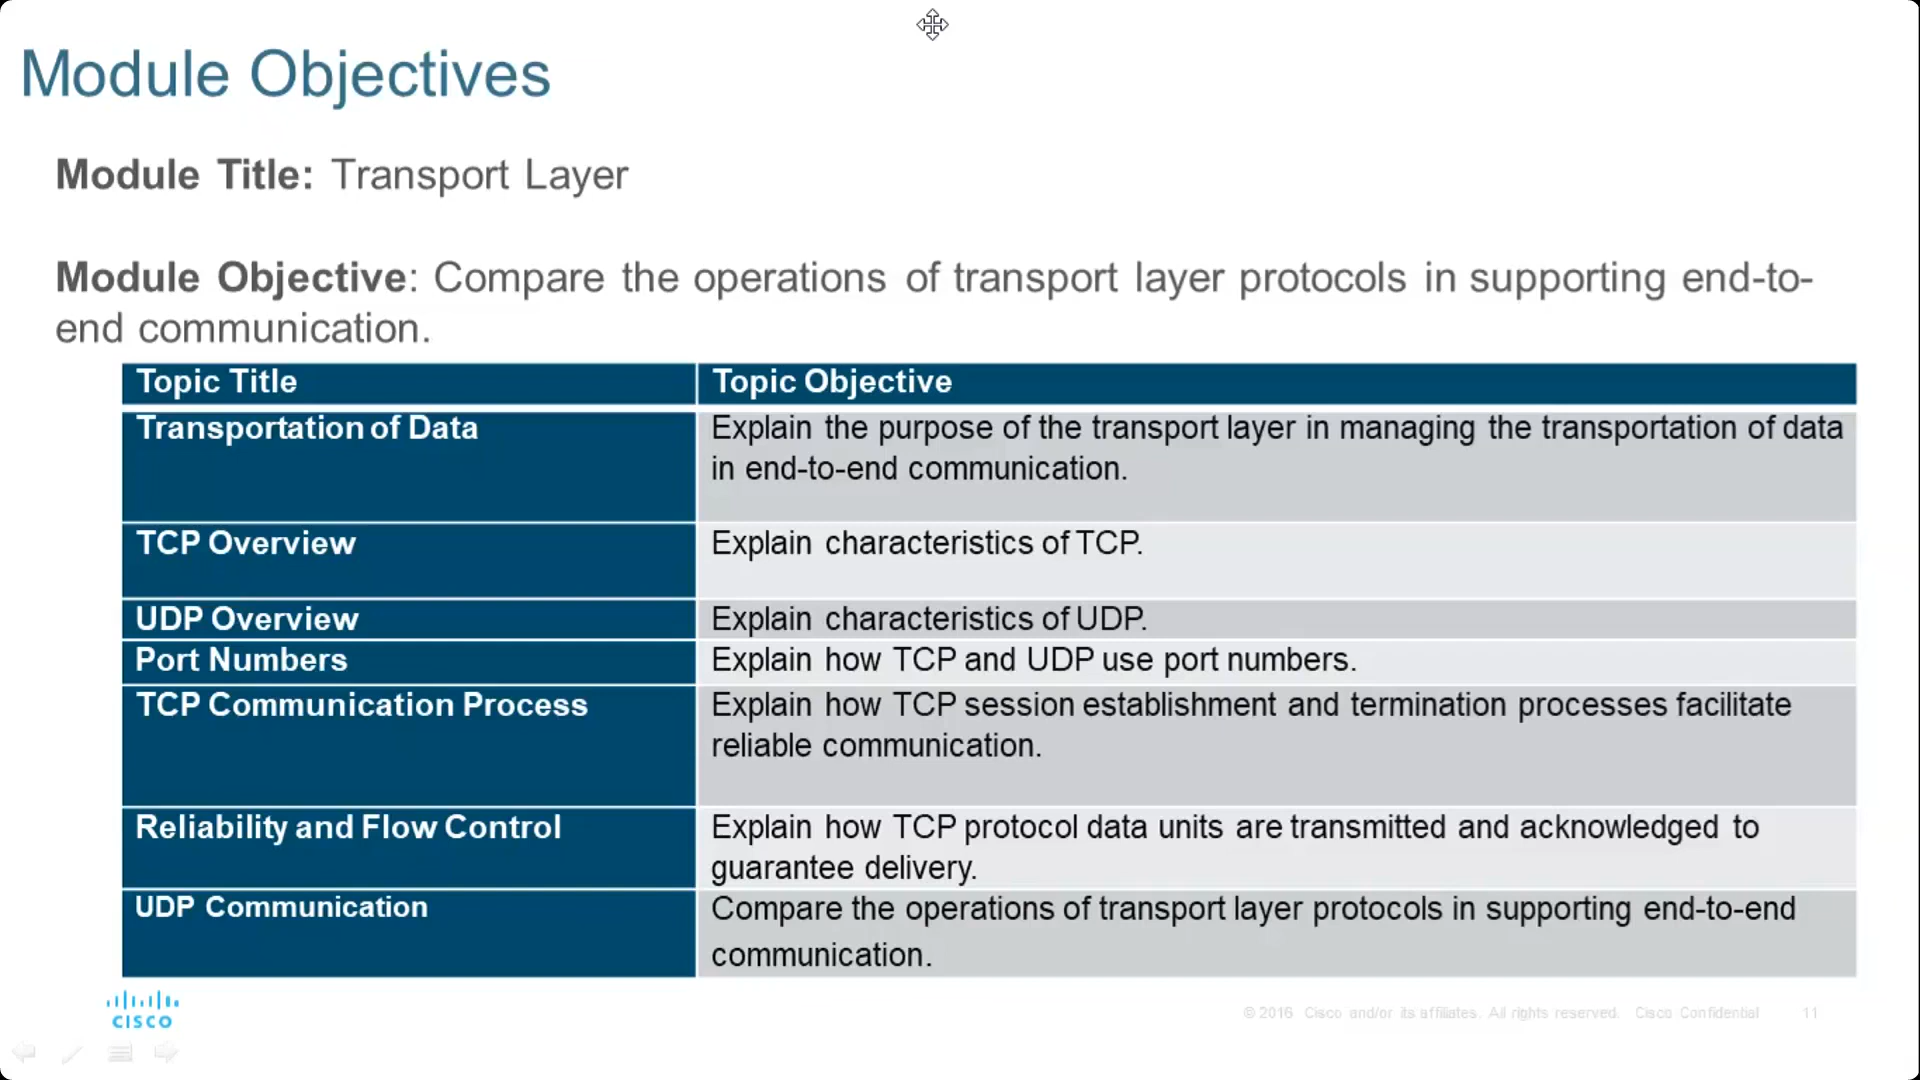 Module Objectives
Module Title: Transport Layer
Module Objective: Compare the operations of transport layer protocols in supporting end-to-
end communication.
Topic Title
Topic Objective
Transportation of Data
Explain the purpose of the transport layer in managing the transportation of data
in end-to-end communication.
TCP Overview
Explain characteristics of TCP.
UDP Overview
Explain characteristics of UDP.
Port Numbers
Explain how TCP and UDP use port numbers.
TCP Communication Process
Explain how TCP session establishment and termination processes facilitate
reliable communication.
Reliability and Flow Control
Explain how TCP protocol data units are transmitted and acknowledged to
guarantee delivery.
UDP Communication
Compare the operations of transport layer protocols in supporting end-to-end
communication.
CISCO
© 2016 Cisco and/or its affiliates. All rights reserved. Cisco Confidential 11